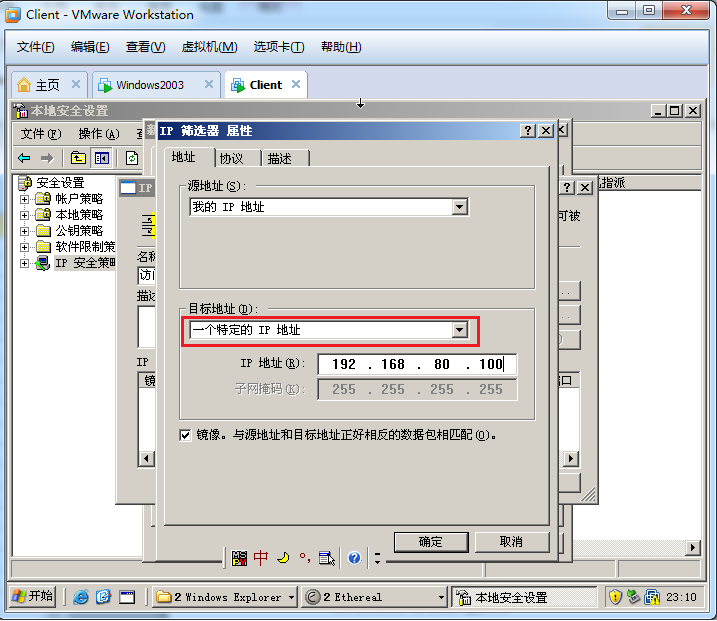 Client - VMware Workstation
文件(F) 编辑(E) 查看(V) 虚拟机(M) 选项卡(T) 帮助(H)
主页 Windows2003 Client
本地安全设置
文件(F) 操作(A)
IP 筛选器 属性
地址 协议 描述
安全设置
帐户策略
本地策略
公钥策略
软件限制策
IP 安全策略
IP
名称
描述
IP
指派
可被
源地址(S):
我的 IP 地址
目标地址(D):
一个特定的 IP 地址
IP 地址(R): 192 . 168 . 80 . 100
子网掩码(K): 255 . 255 . 255 . 255
镜像。与源地址和目标地址正好相反的数据包相匹配(O)。
确定 取消
中
开始 2 Windows Explorer 2 Ethereal 本地安全设置 23:10